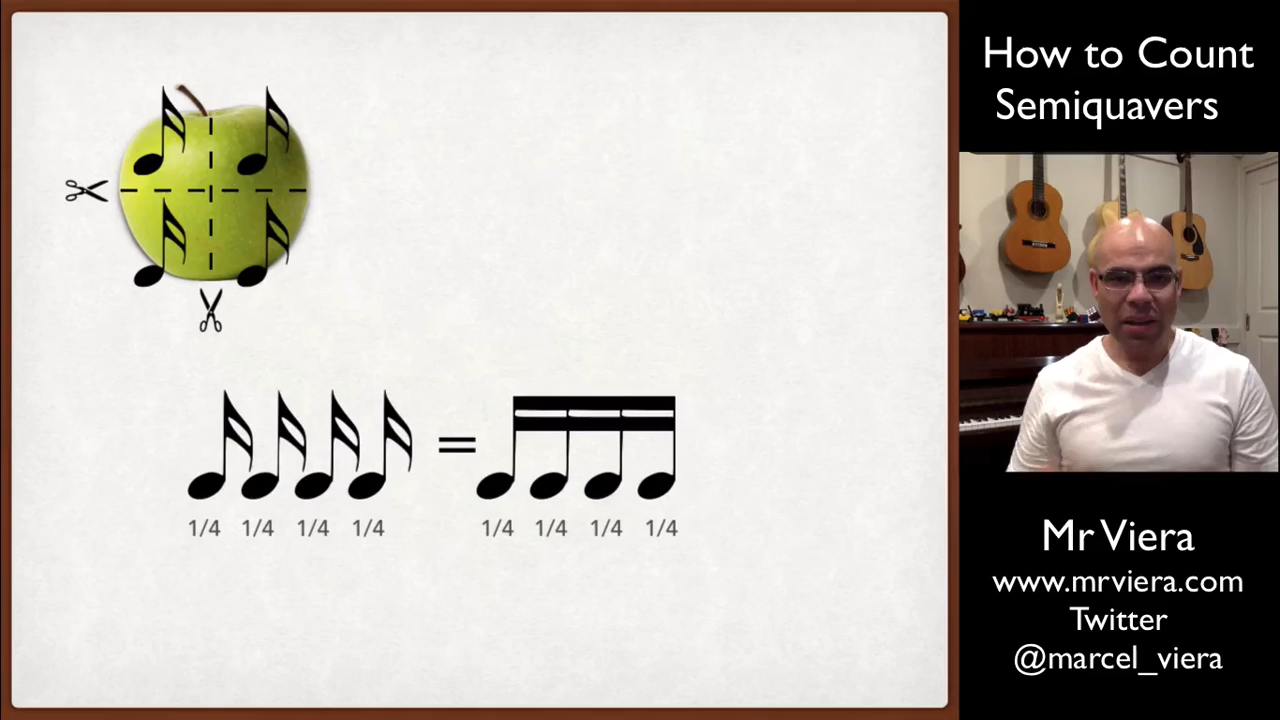 How to Count
Semiquavers
=
1/4 1/4 1/4 1/4 1/4 1/4 1/4 1/4
Mr Viera
www.mrviera.com
Twitter
@marcel_viera